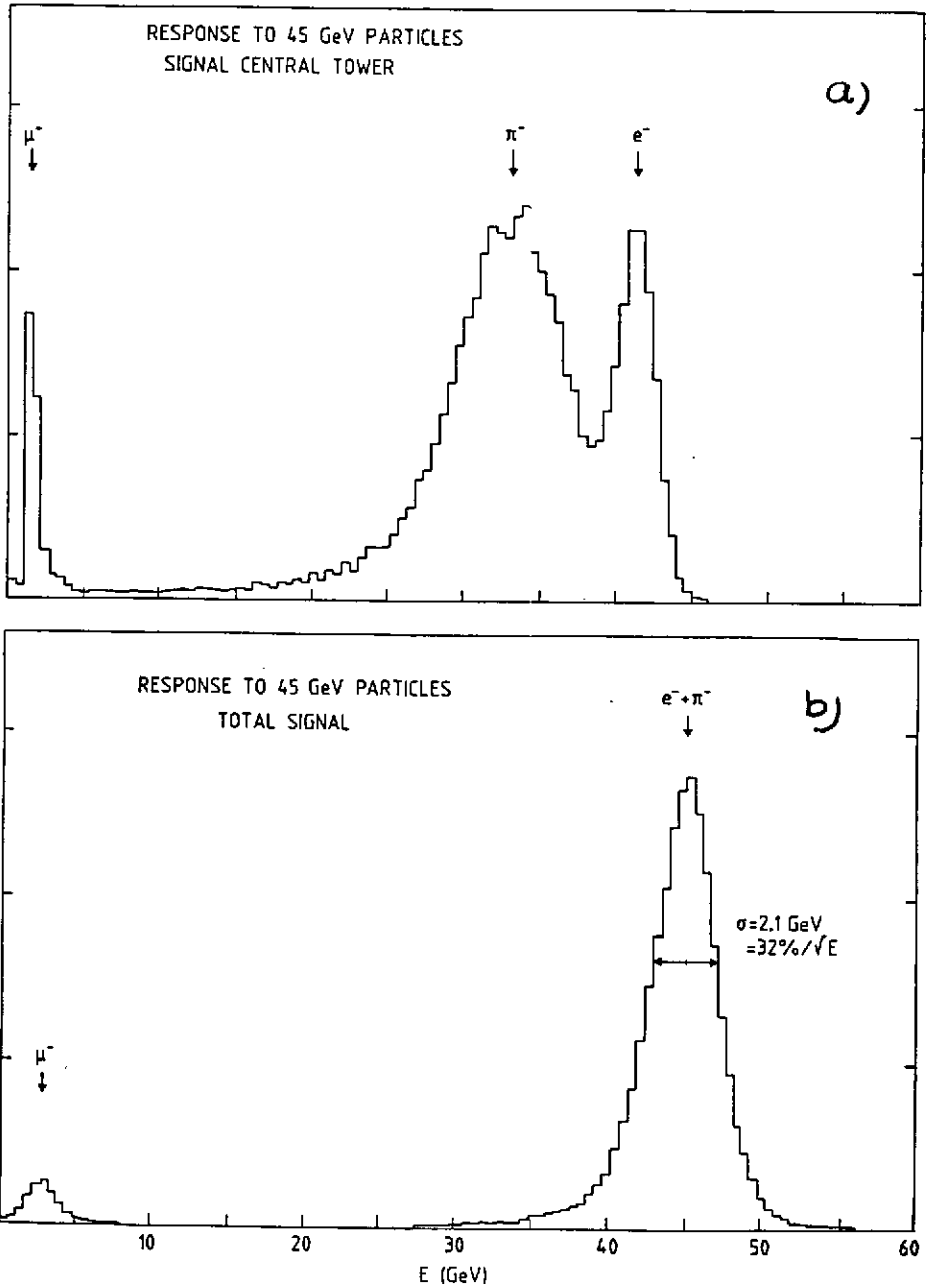 RESPONSE TO 45 GeV PARTICLES
SIGNAL CENTRAL TOWER
a)
μ⁻
π⁻
e⁻
RESPONSE TO 45 GeV PARTICLES
TOTAL SIGNAL
e⁻+π⁻
b)
σ=2.1 GeV
=32%/√E
μ⁻
10
20
30
40
50
60
E (GeV)